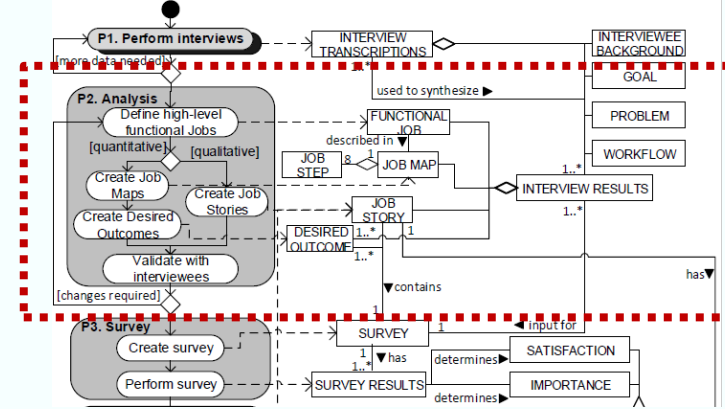 P1. Perform interviews
INTERVIEW
TRANSCRIPTIONS
INTERVIEWEE
BACKGROUND
[more data needed]
1..*
GOAL
used to synthesize ▶
P2. Analysis
Define high-level
functional Jobs
FUNCTIONAL
JOB
PROBLEM
described in ▼
[quantitative]
[qualitative]
JOB
STEP
8
1
JOB MAP
WORKFLOW
1..*
Create Job
Maps
Create Job
Stories
INTERVIEW RESULTS
JOB
STORY
1..*
Create Desired
Outcomes
DESIRED
OUTCOME
1..*
1
1..*
Validate with
interviewees
has▼
▼contains
[changes required]
1
P3. Survey
SURVEY
1
◀ input for
Create survey
1
▼has
1..*
determines▶
SATISFACTION
Perform survey
SURVEY RESULTS
IMPORTANCE
determines▶